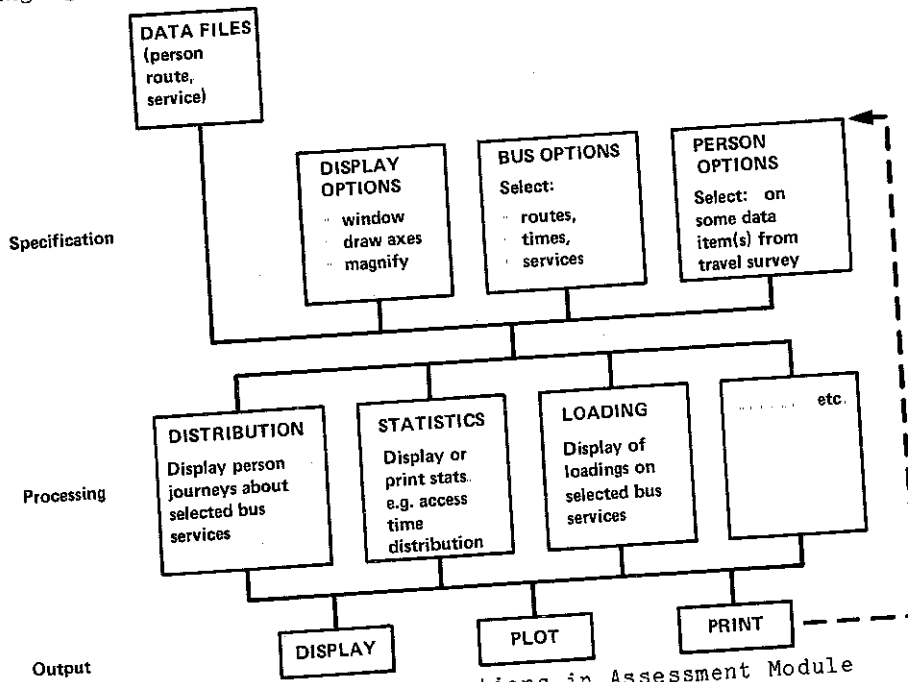 DATA FILES
(person
route,
service)
DISPLAY
OPTIONS
window
draw axes
magnify
BUS OPTIONS
Select:
routes,
times,
services
PERSON
OPTIONS
Select: on
some data
item(s) from
travel survey
Specification
DISTRIBUTION
Display person
journeys about
selected bus
services
STATISTICS
Display or
print stats.
e.g. access
time
distribution
LOADING
Display of
loadings on
selected bus
services
....... etc.
Processing
DISPLAY
PLOT
PRINT
Output
in Assessment Module